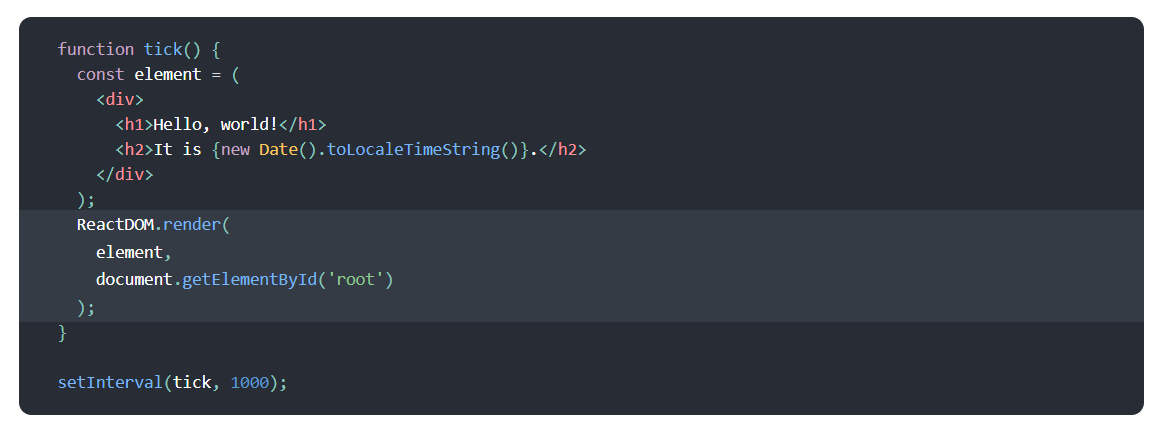 function tick() {
  const element = (
    <div>
      <h1>Hello, world!</h1>
      <h2>It is {new Date().toLocaleTimeString()}.</h2>
    </div>
  );
  ReactDOM.render(
    element,
    document.getElementById('root')
  );
}

setInterval(tick, 1000);